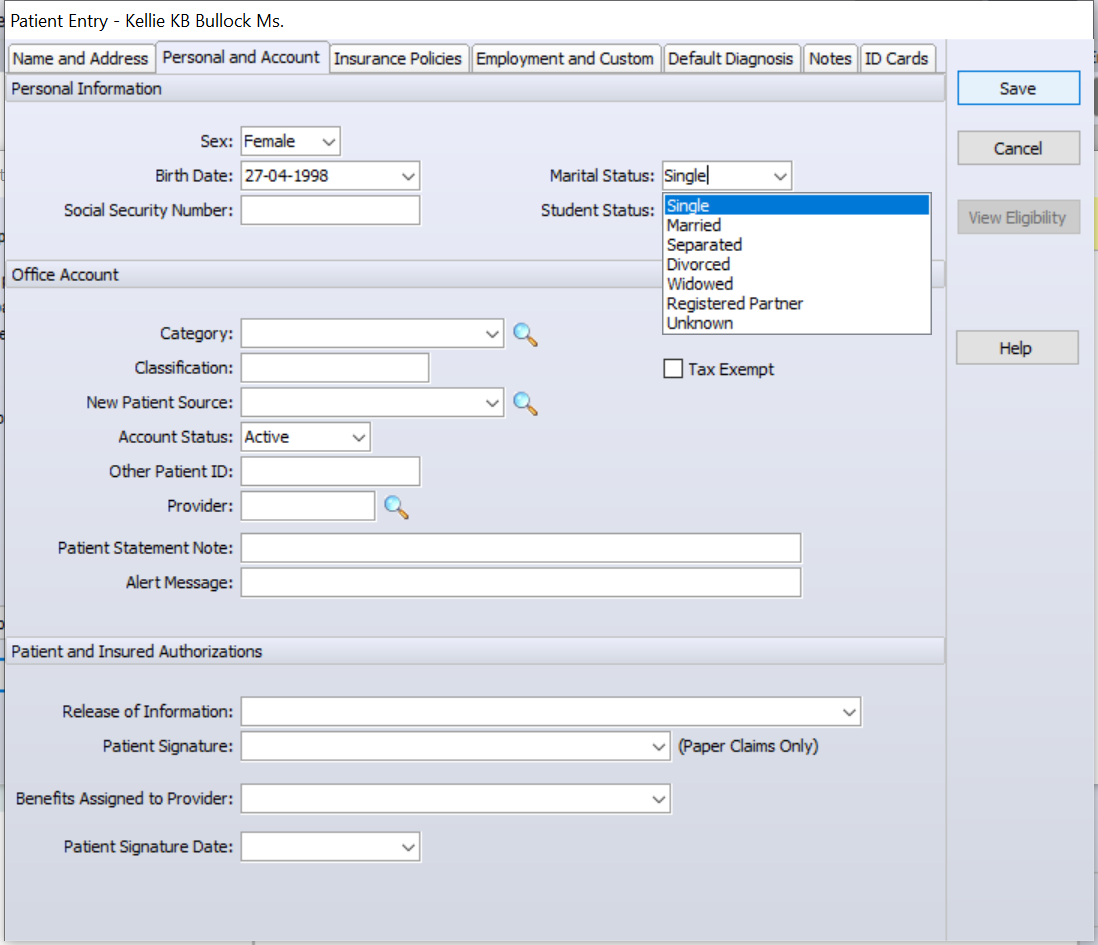 Patient Entry - Kellie KB Bullock Ms.
Name and Address Personal and Account Insurance Policies Employment and Custom Default Diagnosis Notes ID Cards
Personal Information
Save
Sex: Female
Cancel
Birth Date: 27-04-1998 Marital Status: Single
Social Security Number: Student Status:
Single
Married
Separated
Divorced
Widowed
Registered Partner
Unknown
View Eligibility
Office Account
Category:
Help
Classification: Tax Exempt
New Patient Source:
Account Status: Active
Other Patient ID:
Provider:
Patient Statement Note:
Alert Message:
Patient and Insured Authorizations
Release of Information:
Patient Signature: (Paper Claims Only)
Benefits Assigned to Provider:
Patient Signature Date: